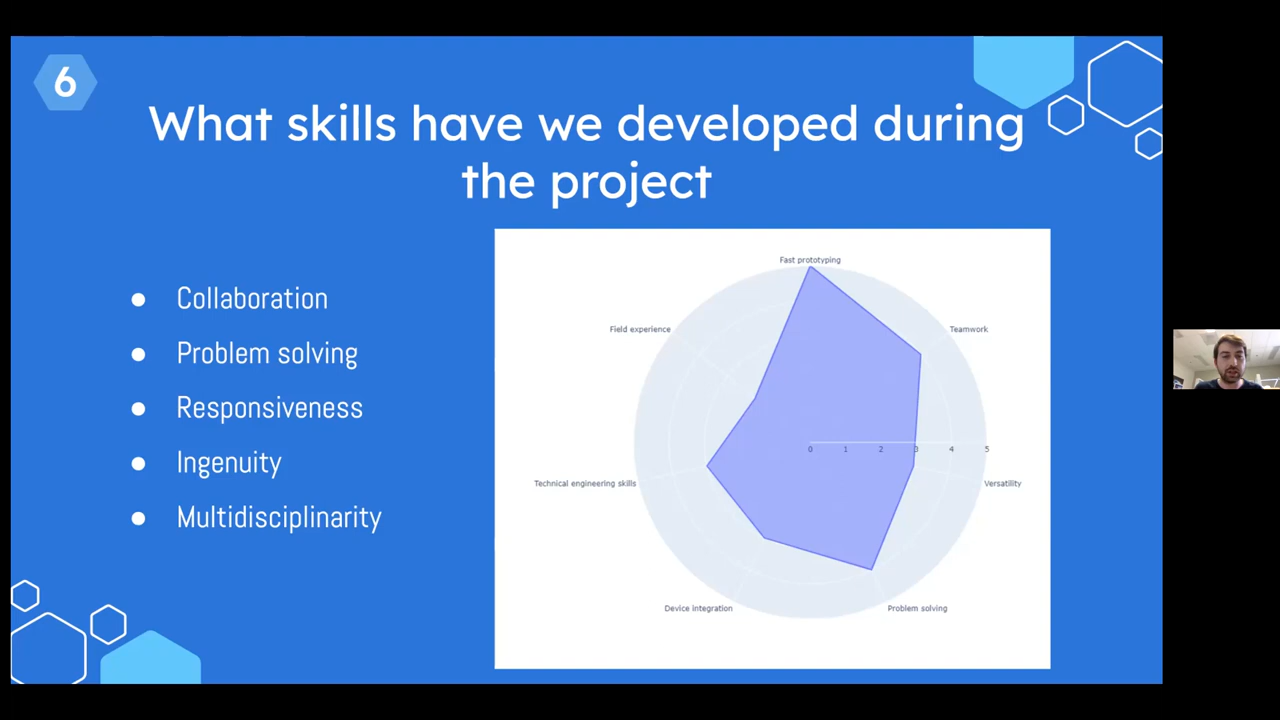 6
What skills have we developed during
the project
● Collaboration
● Problem solving
● Responsiveness
● Ingenuity
● Multidisciplinarity
Fast prototyping
Field experience
Teamwork
0 1 2 3 4 5
Technical engineering skills
Versatility
Device integration
Problem solving